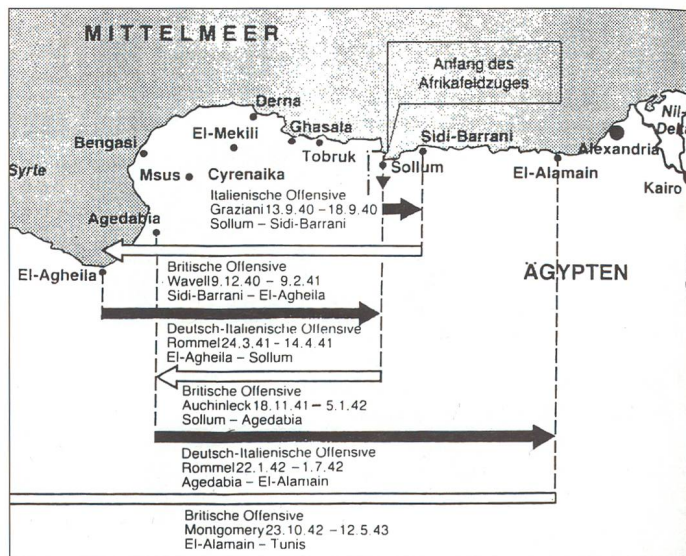 MITTELMEER
Anfang des
Afrikafeldzuges
Derna
Ghasala
El-Mekili
Tobruk
Bengasi
Msus
Cyrenaika
Syrte
Agedabia
El-Agheila
Sollum
Sidi-Barrani
El-Alamain
Alexandria
Nil-
Delta
Kairo
ÄGYPTEN
Italienische Offensive
Graziani 13.9.40 – 18.9.40
Sollum – Sidi-Barrani
Britische Offensive
Wavell 9.12.40 – 9.2.41
Sidi-Barrani – El-Agheila
Deutsch-Italienische Offensive
Rommel 24.3.41 – 14.4.41
El-Agheila – Sollum
Britische Offensive
Auchinleck 18.11.41 – 5.1.42
Sollum – Agedabia
Deutsch-Italienische Offensive
Rommel 22.1.42 – 1.7.42
Agedabia – El-Alamain
Britische Offensive
Montgomery 23.10.42 – 12.5.43
El-Alamain – Tunis